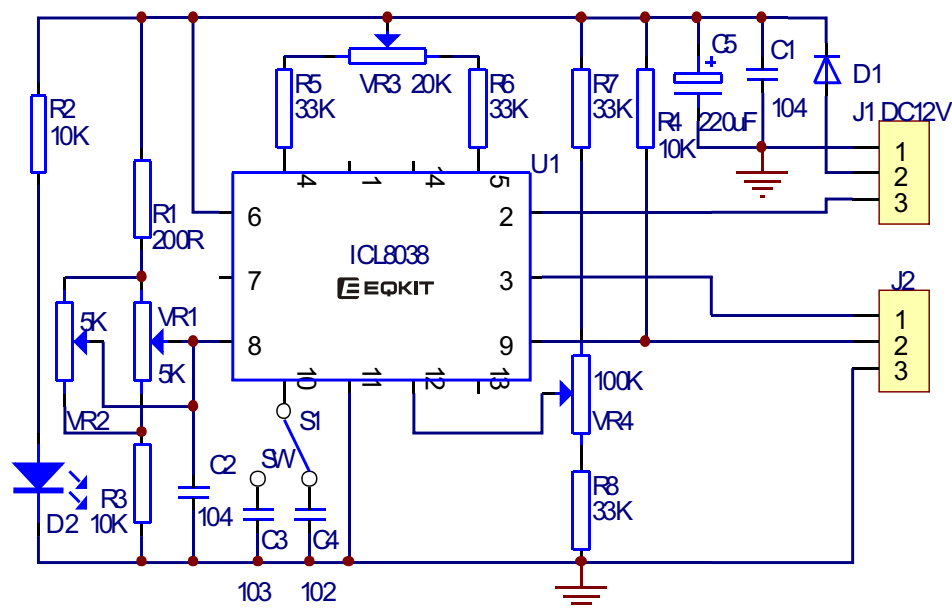 C5
C1
+
D1
R2
10K
R5
33K
VR3 20K
R6
33K
R7
33K
R4
10K
220uF
104
J1 DC12V
1
2
3
4
1
14
5
U1
R1
200R
6
2
ICL8038
EQKIT
7
3
8
9
10
11
12
13
J2
1
2
3
5K
VR1
5K
VR2
100K
VR4
S1
SW
C2
104
R3
10K
D2
C3
C4
R8
33K
103
102